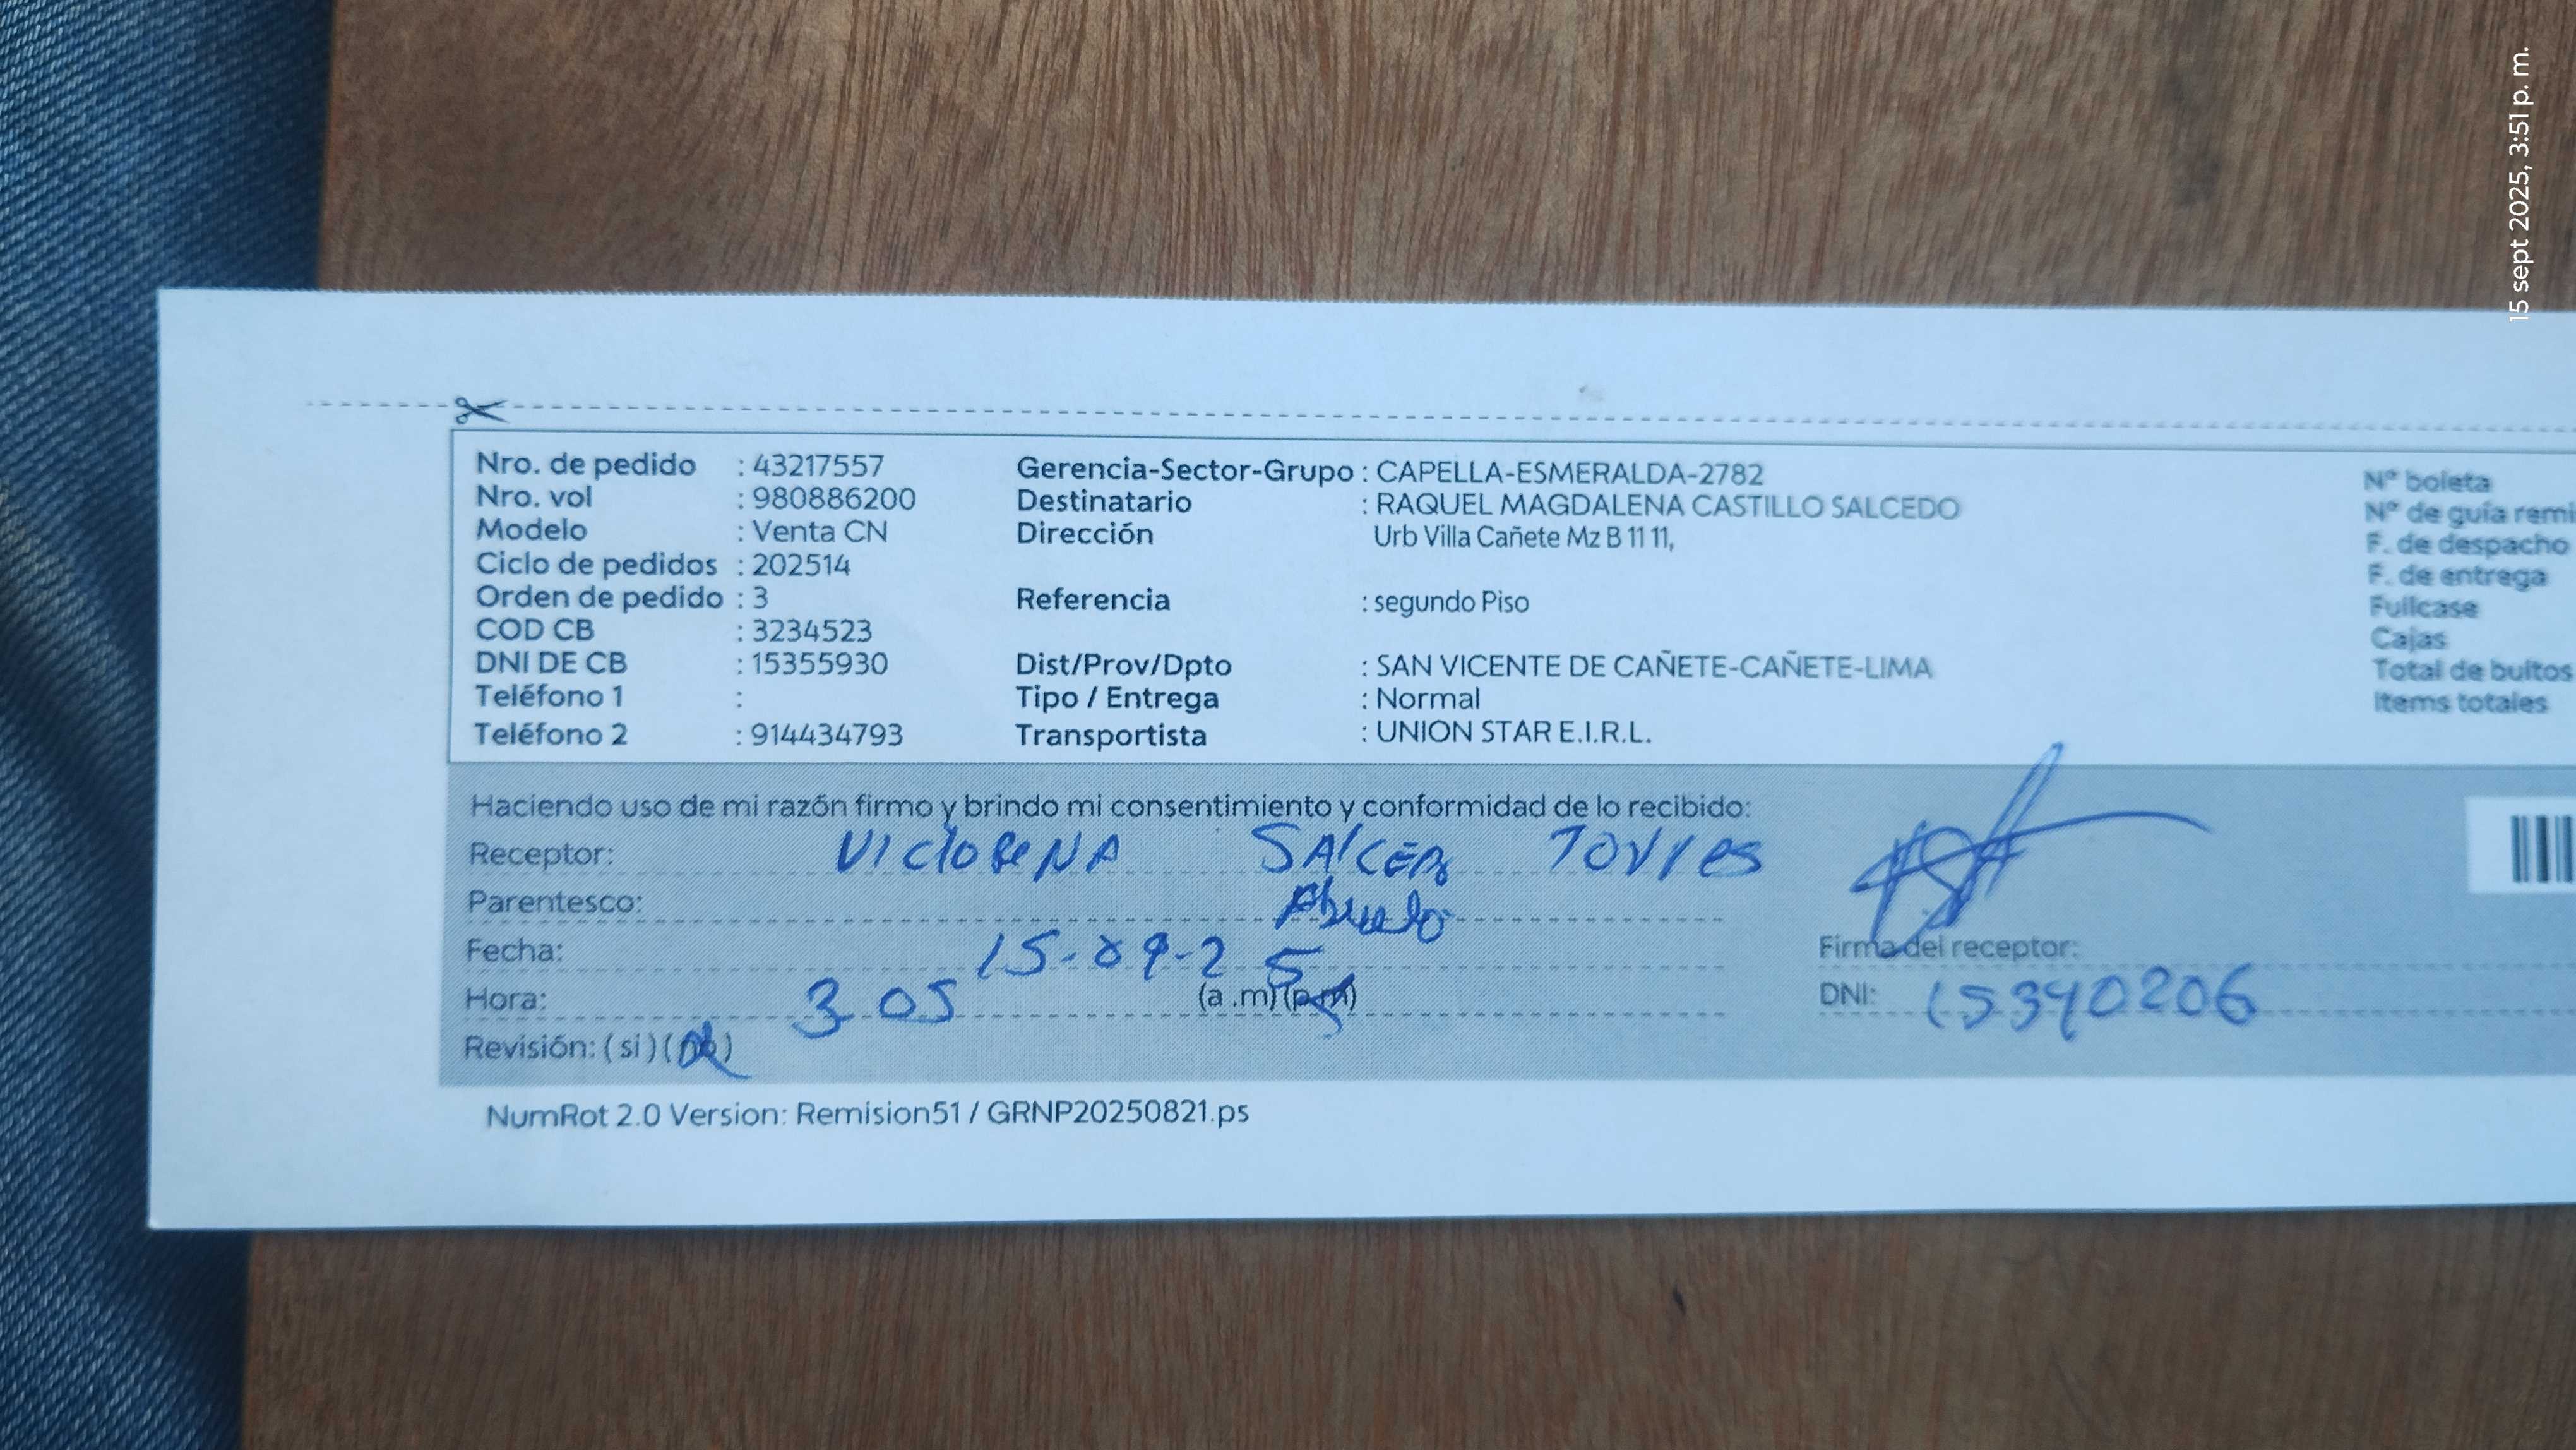 15 sept 2025, 3:51 p. m.
Nro. de pedido : 43217557
Nro. vol : 980886200
Modelo : Venta CN
Ciclo de pedidos : 202514
Orden de pedido : 3
COD CB : 3234523
DNI DE CB : 15355930
Teléfono 1 :
Teléfono 2 : 914434793
Gerencia-Sector-Grupo : CAPELLA-ESMERALDA-2782
Destinatario : RAQUEL MAGDALENA CASTILLO SALCEDO
Dirección Urb Villa Cañete Mz B 11 11,
Referencia : segundo Piso
Dist/Prov/Dpto : SAN VICENTE DE CAÑETE-CAÑETE-LIMA
Tipo / Entrega : Normal
Transportista : UNION STAR E.I.R.L.
N° boleta
N° de guía remi
F. de despacho
F. de entrega
Fullcase
Cajas
Total de bultos
Items totales
Haciendo uso de mi razón firmo y brindo mi consentimiento y conformidad de lo recibido:
Receptor: TOVIES
Parentesco:
Fecha: 15-09-25
Hora: 3 05 (a .m) (p.m)
Revisión: ( si ) ( no )
Firma del receptor:
DNI: 15340206
NumRot 2.0 Version: Remision51 / GRNP20250821.ps